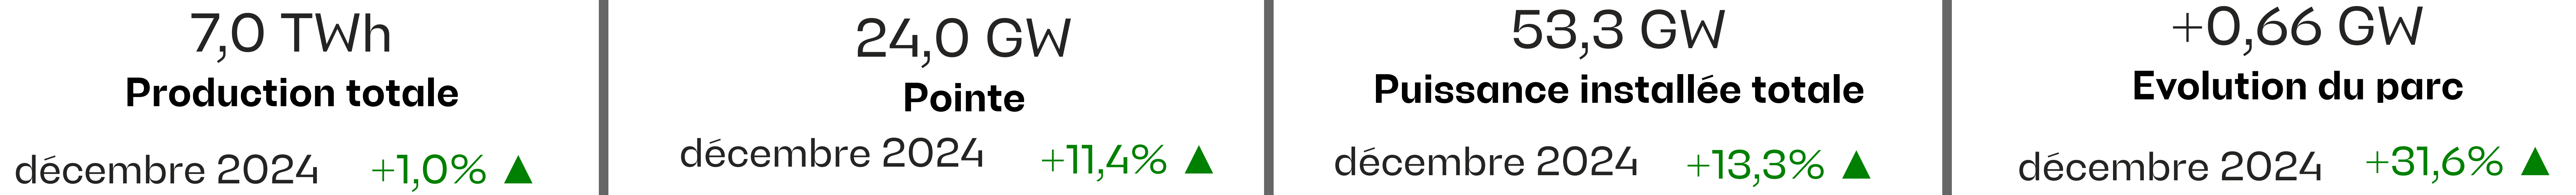 7,0 TWh
Production totale
décembre 2024 +1,0% ▲
24,0 GW
Pointe
décembre 2024 +11,4% ▲
53,3 GW
Puissance installée totale
décembre 2024 +13,3% ▲
+0,66 GW
Evolution du parc
décembre 2024 +31,6% ▲